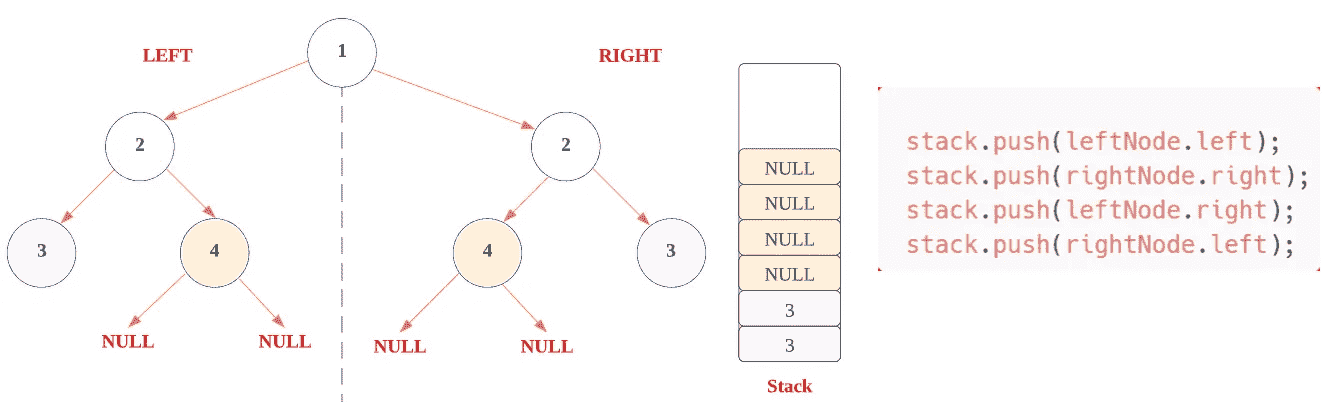 1
LEFT
RIGHT
2
2
3
4
4
3
NULL
NULL
NULL
NULL
NULL
NULL
NULL
NULL
3
3
Stack
stack.push(leftNode.left);
stack.push(rightNode.right);
stack.push(leftNode.right);
stack.push(rightNode.left);